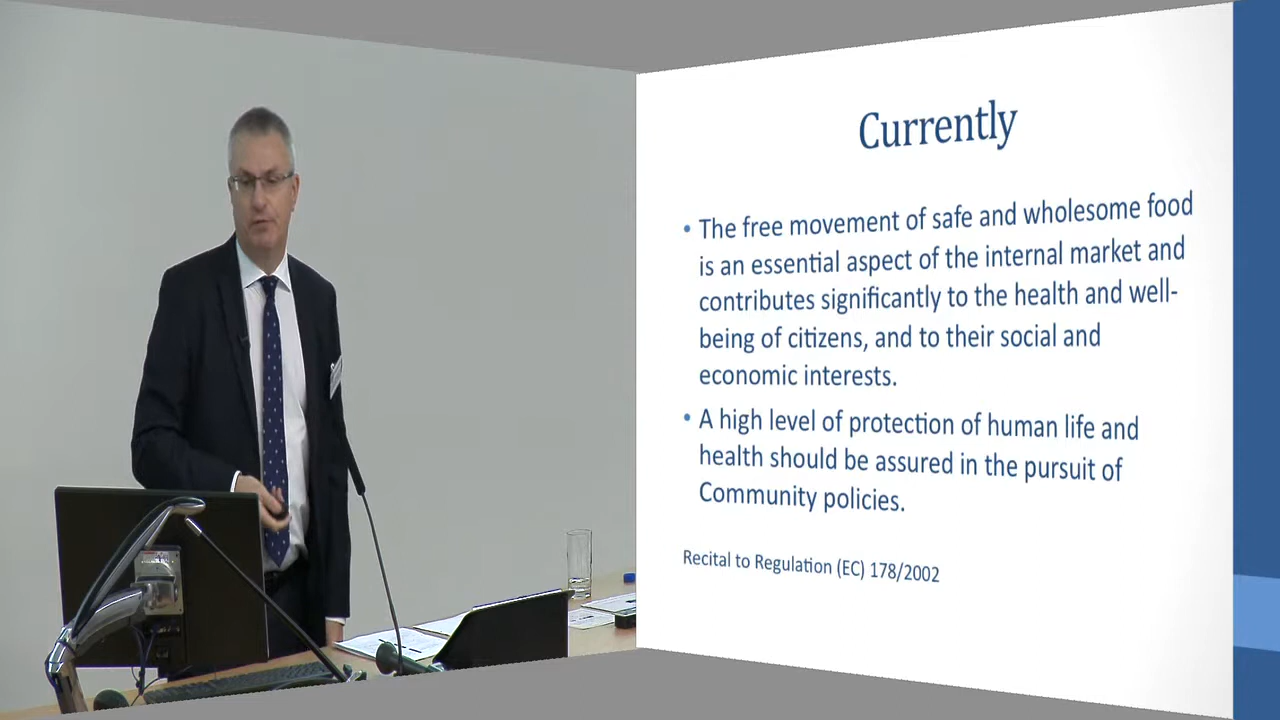 Currently
• The free movement of safe and wholesome food
is an essential aspect of the internal market and
contributes significantly to the health and well-
being of citizens, and to their social and
economic interests.
• A high level of protection of human life and
health should be assured in the pursuit of
Community policies.
Recital to Regulation (EC) 178/2002